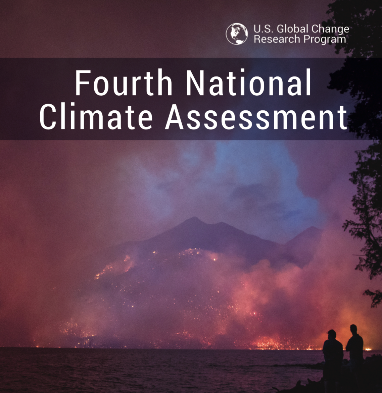 U.S. Global Change
Research Program
Fourth National
Climate Assessment